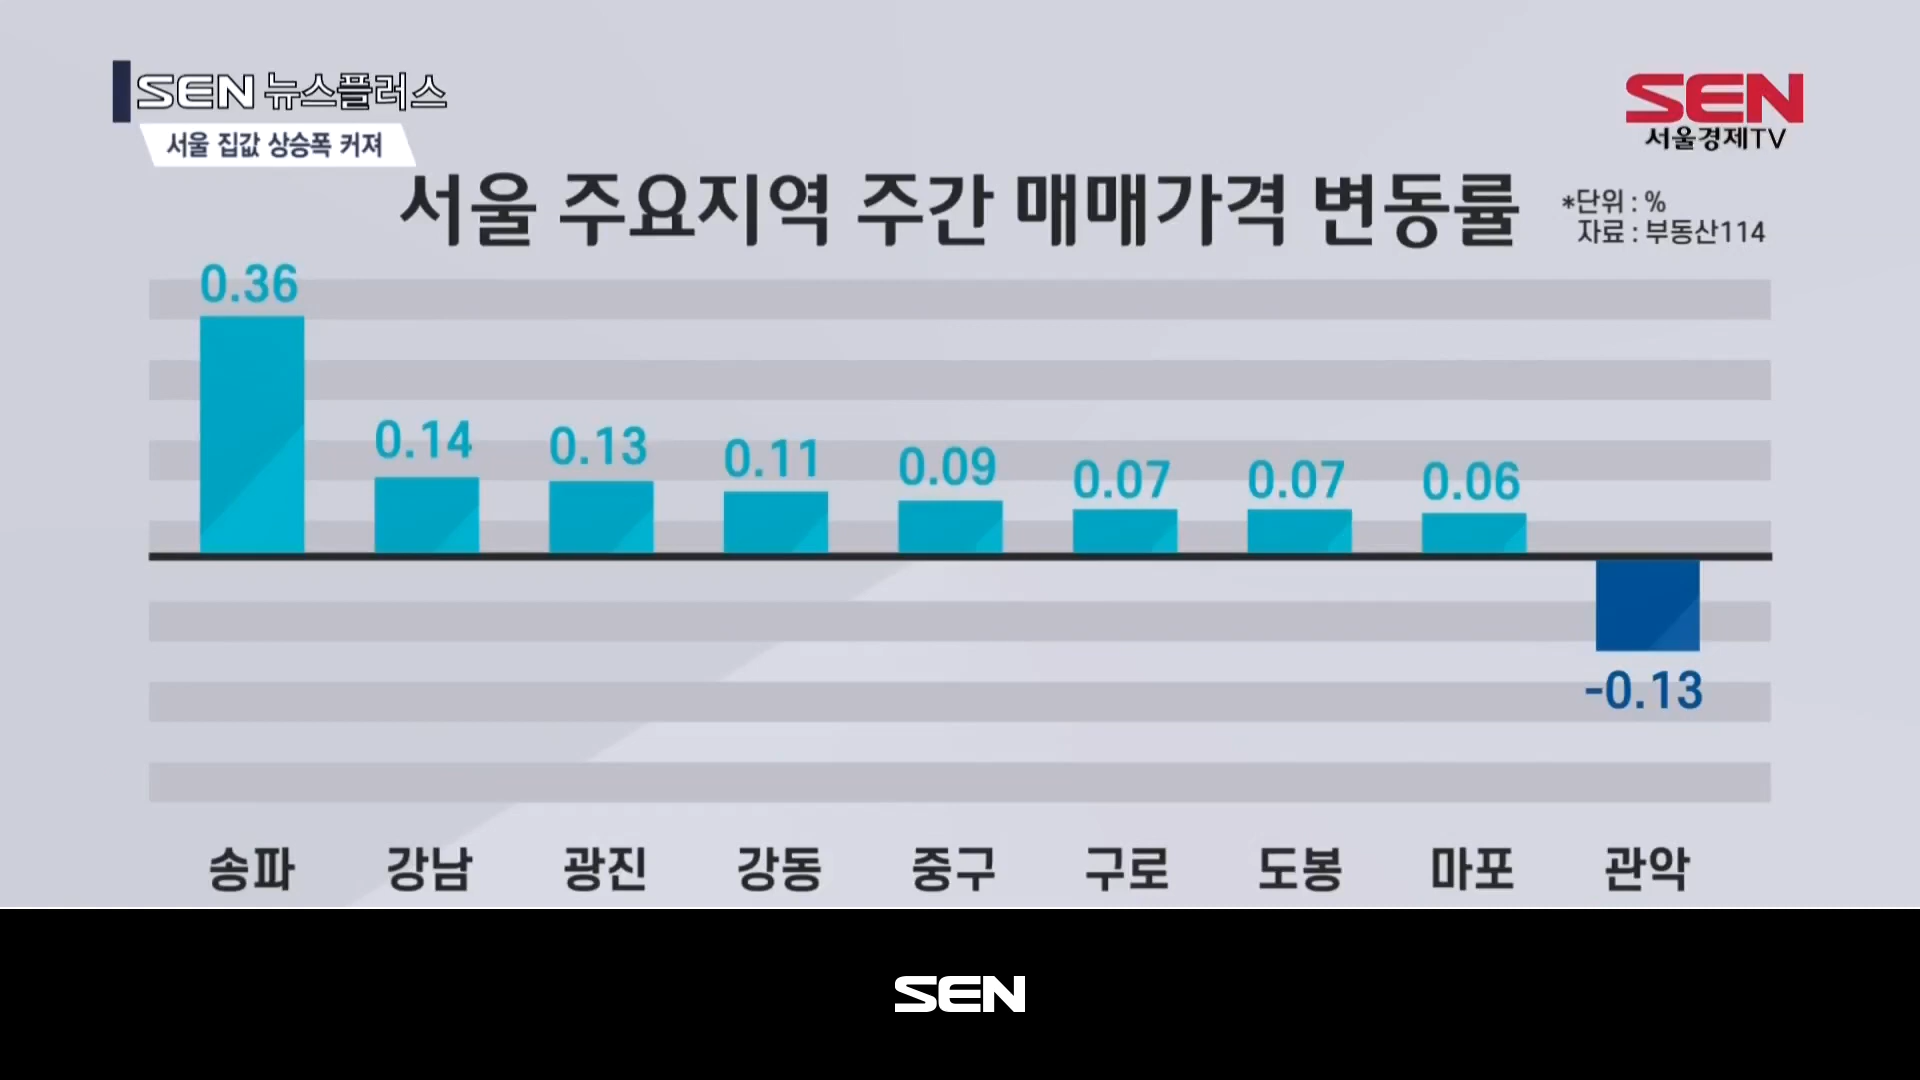 SEN 뉴스플러스
서울 집값 상승폭 커져
SEN
서울경제TV
서울 주요지역 주간 매매가격 변동률
*단위 : %
자료 : 부동산114
0.36
0.14
0.13
0.11
0.09
0.07
0.07
0.06
-0.13
송파 강남 광진 강동 중구 구로 도봉 마포 관악
SEN